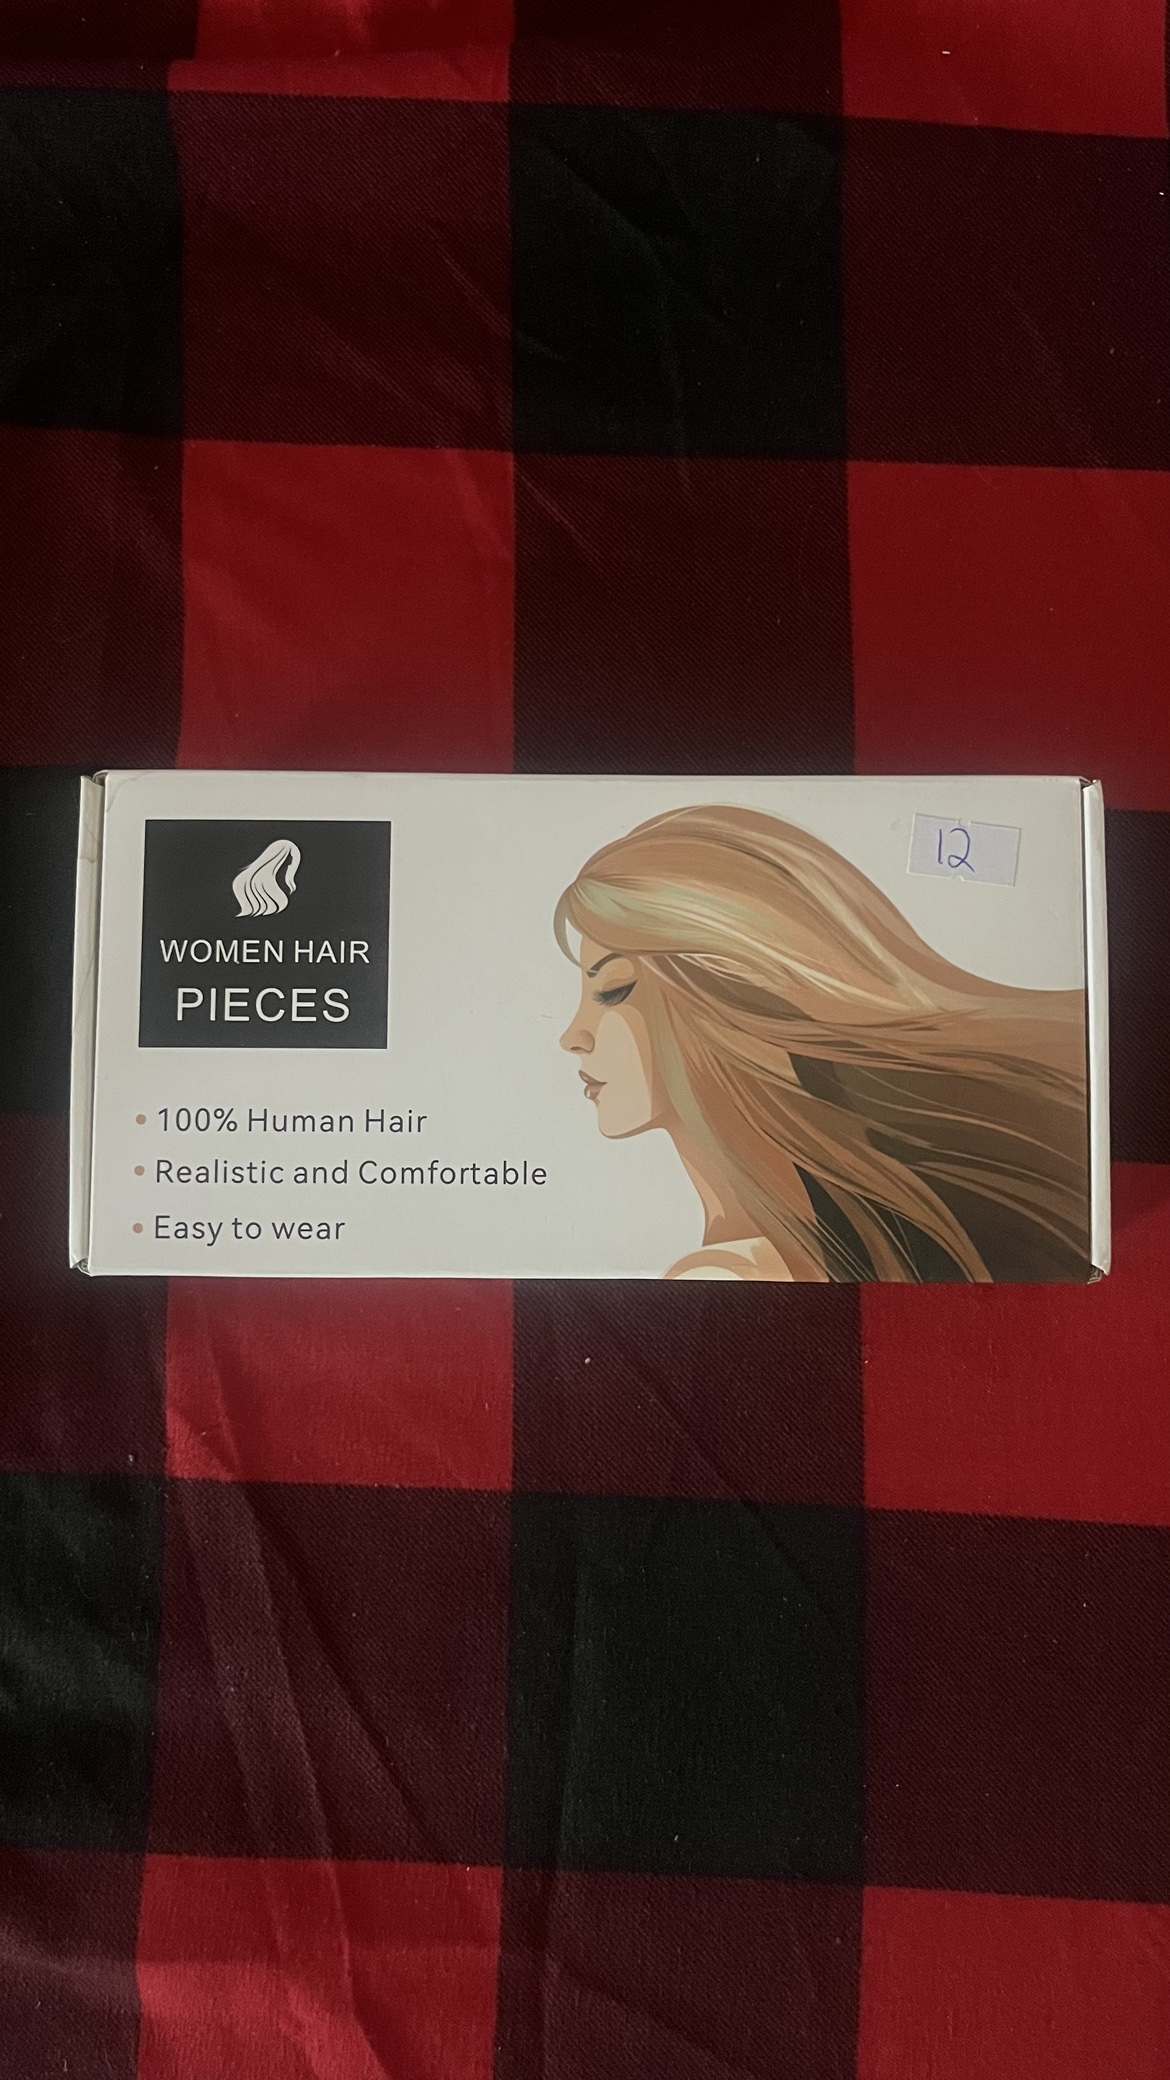 12
WOMEN HAIR
PIECES
• 100% Human Hair
• Realistic and Comfortable
• Easy to wear